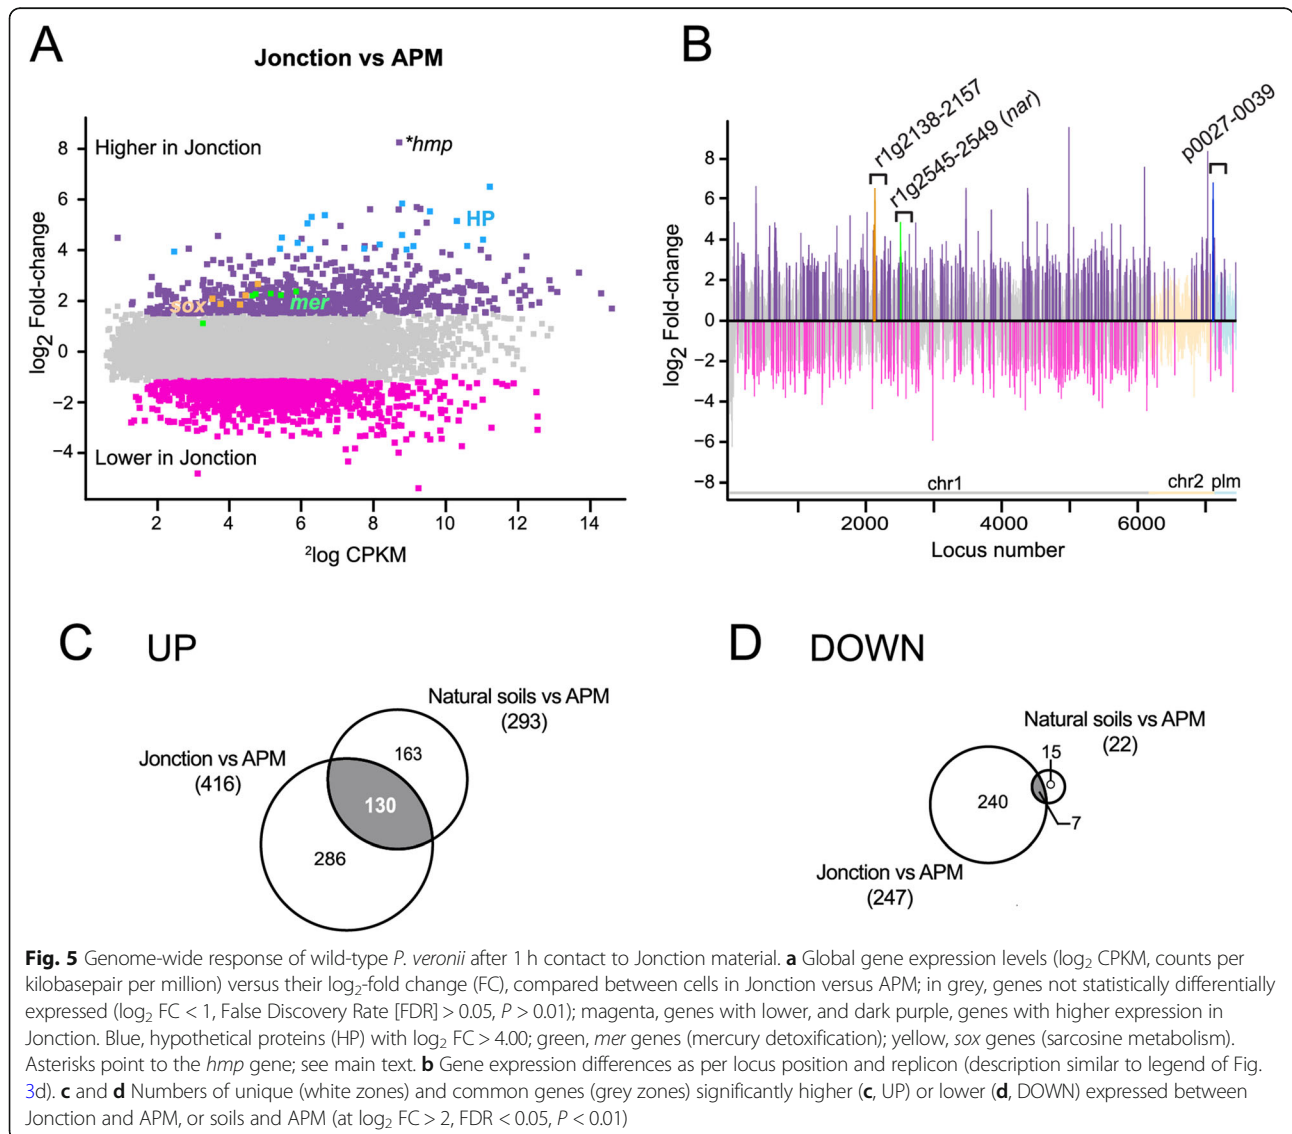 A
Jonction vs APM
Higher in Jonction
*hmp
HP
sox
mer
Lower in Jonction
log2 Fold-change
8
6
4
2
0
−2
−4
2 4 6 8 10 12 14
2log CPKM
B
r1g2138-2157
r1g2545-2549 (nar)
p0027-0039
log2 Fold-change
8
6
4
2
0
−2
−4
−6
−8
chr1 chr2 plm
2000 4000 6000
Locus number
C UP
Natural soils vs APM
(293)
Jonction vs APM
(416)
163
130
286
D DOWN
Natural soils vs APM
(22)
15
240
7
Jonction vs APM
(247)
Fig. 5 Genome-wide response of wild-type P. veronii after 1 h contact to Jonction material. a Global gene expression levels (log2 CPKM, counts per
kilobasepair per million) versus their log2-fold change (FC), compared between cells in Jonction versus APM; in grey, genes not statistically differentially
expressed (log2 FC < 1, False Discovery Rate [FDR] > 0.05, P > 0.01); magenta, genes with lower, and dark purple, genes with higher expression in
Jonction. Blue, hypothetical proteins (HP) with log2 FC > 4.00; green, mer genes (mercury detoxification); yellow, sox genes (sarcosine metabolism).
Asterisks point to the hmp gene; see main text. b Gene expression differences as per locus position and replicon (description similar to legend of Fig.
3d). c and d Numbers of unique (white zones) and common genes (grey zones) significantly higher (c, UP) or lower (d, DOWN) expressed between
Jonction and APM, or soils and APM (at log2 FC > 2, FDR < 0.05, P < 0.01)